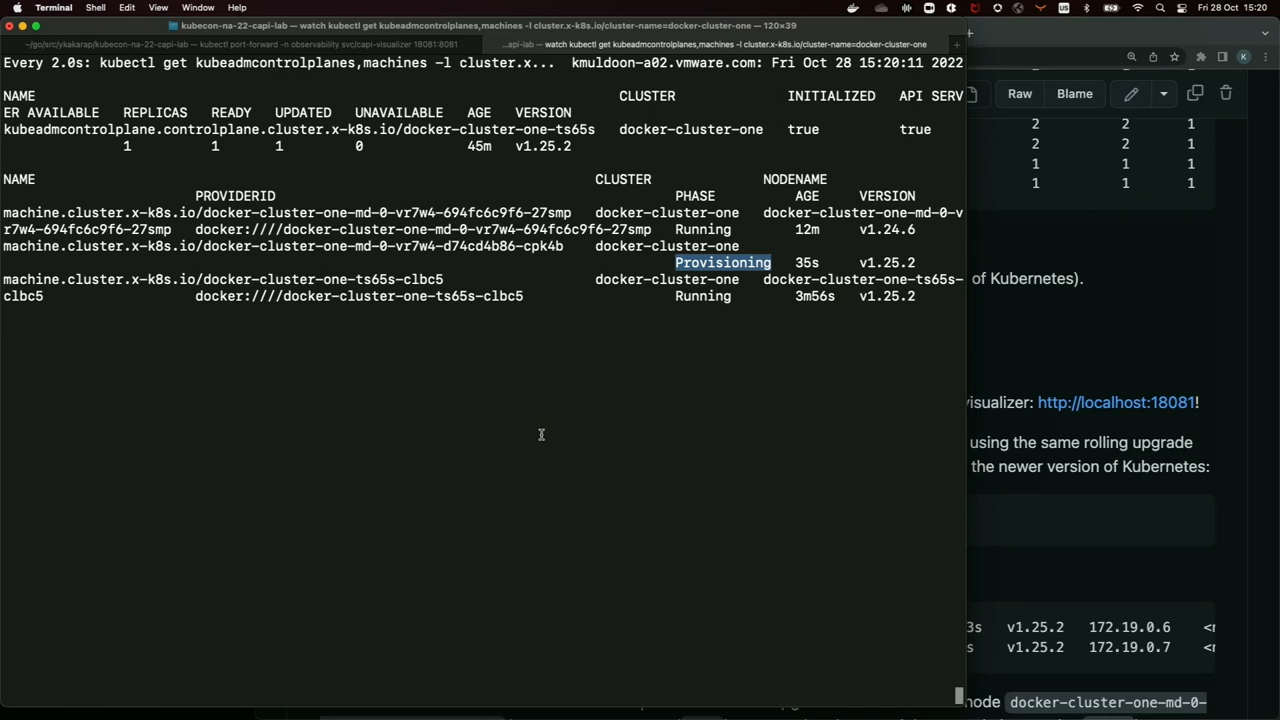 Terminal Shell Edit View Window Help Fri 28 Oct 15:20
kubecon-na-22-capi-lab — watch kubectl get kubeadmcontrolplanes,machines -l cluster.x-k8s.io/cluster-name=docker-cluster-one — 120×39
~/go/src/ykakarap/kubecon-na-22-capi-lab — kubectl port-forward -n observability svc/capi-visualizer 18081:8081 ...api-lab — watch kubectl get kubeadmcontrolplanes,machines -l cluster.x-k8s.io/cluster-name=docker-cluster-one
Every 2.0s: kubectl get kubeadmcontrolplanes,machines -l cluster.x... kmuldoon-a02.vmware.com: Fri Oct 28 15:20:11 2022
NAME CLUSTER INITIALIZED API SERV
ER AVAILABLE REPLICAS READY UPDATED UNAVAILABLE AGE VERSION
kubeadmcontrolplane.controlplane.cluster.x-k8s.io/docker-cluster-one-ts65s docker-cluster-one true true
1 1 1 0 45m v1.25.2
NAME CLUSTER NODENAME
PROVIDERID PHASE AGE VERSION
machine.cluster.x-k8s.io/docker-cluster-one-md-0-vr7w4-694fc6c9f6-27smp docker-cluster-one docker-cluster-one-md-0-v
r7w4-694fc6c9f6-27smp docker:////docker-cluster-one-md-0-vr7w4-694fc6c9f6-27smp Running 12m v1.24.6
machine.cluster.x-k8s.io/docker-cluster-one-md-0-vr7w4-d74cd4b86-cpk4b docker-cluster-one
Provisioning 35s v1.25.2
machine.cluster.x-k8s.io/docker-cluster-one-ts65s-clbc5 docker-cluster-one docker-cluster-one-ts65s-
clbc5 docker:////docker-cluster-one-ts65s-clbc5 Running 3m56s v1.25.2
Raw Blame
2 2 1
2 2 1
1 1 1
1 1 1
of Kubernetes).
visualizer: http://localhost:18081!
using the same rolling upgrade
the newer version of Kubernetes:
3s v1.25.2 172.19.0.6
s v1.25.2 172.19.0.7
node docker-cluster-one-md-0-